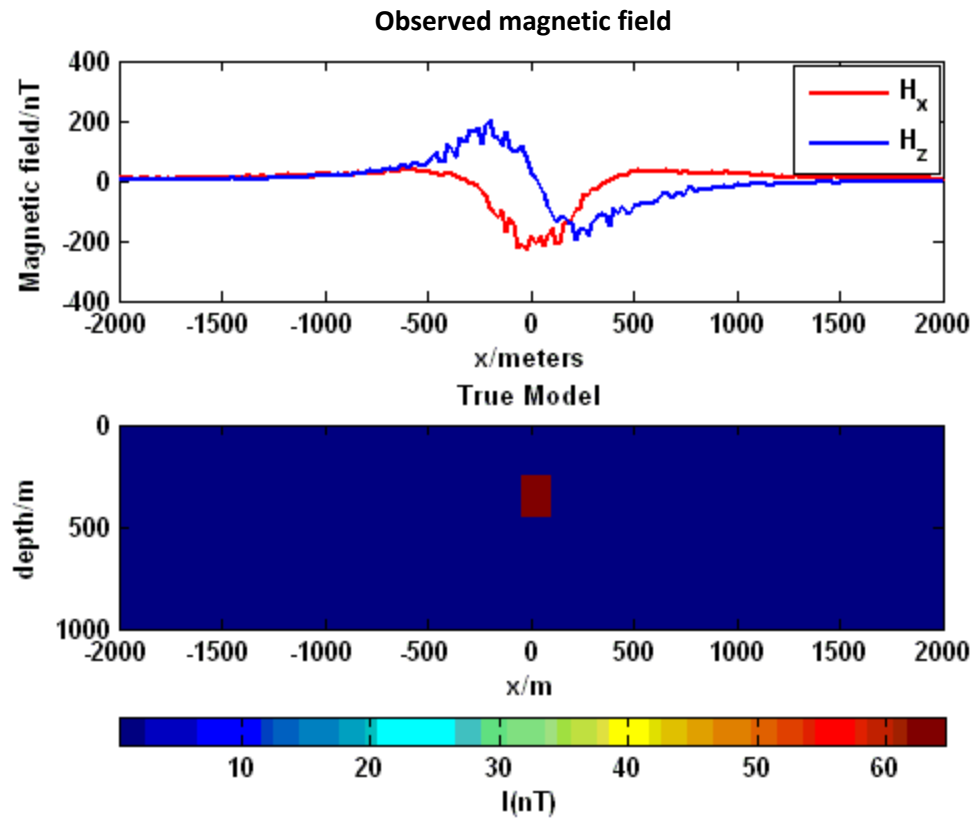 Observed magnetic field
400
200
0
-200
-400
Magnetic field/nT
H_x
H_z
-2000 -1500 -1000 -500 0 500 1000 1500 2000
x/meters
True Model
0
500
1000
depth/m
-2000 -1500 -1000 -500 0 500 1000 1500 2000
x/m
10 20 30 40 50 60
I(nT)